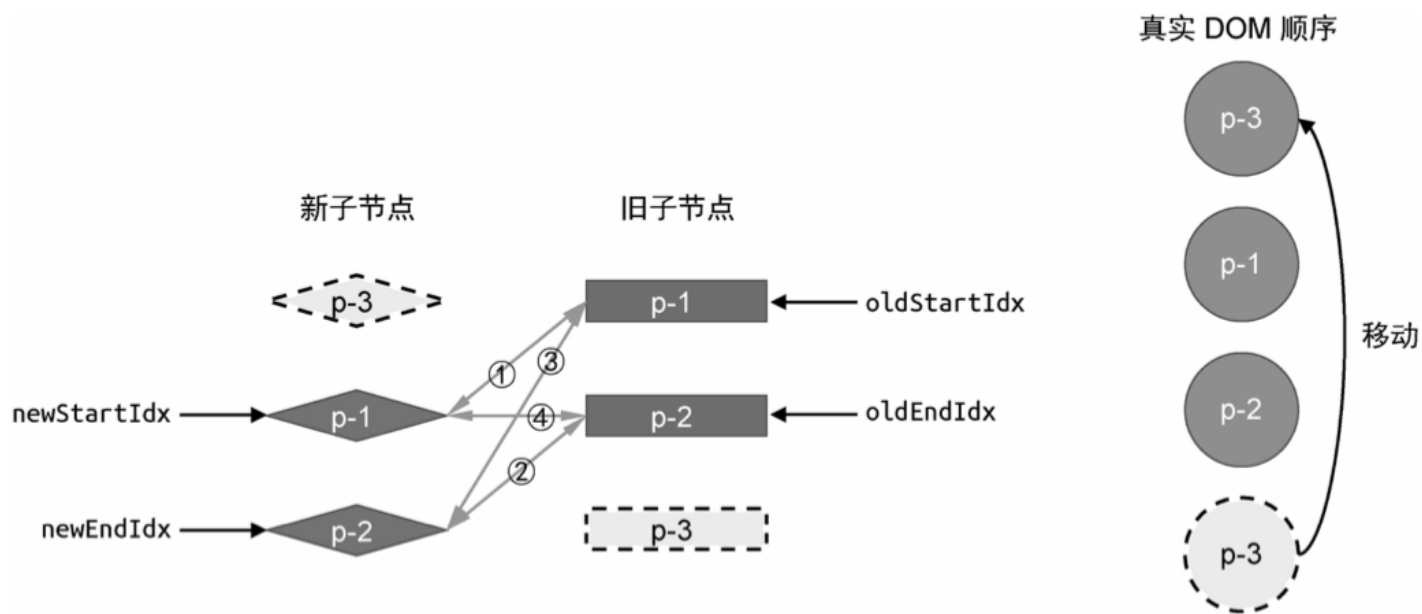 真实 DOM 顺序
p-3
新子节点
旧子节点
p-3
p-1
oldStartIdx
p-1
①
③
移动
newStartIdx
p-1
④
p-2
oldEndIdx
p-2
②
newEndIdx
p-2
p-3
p-3